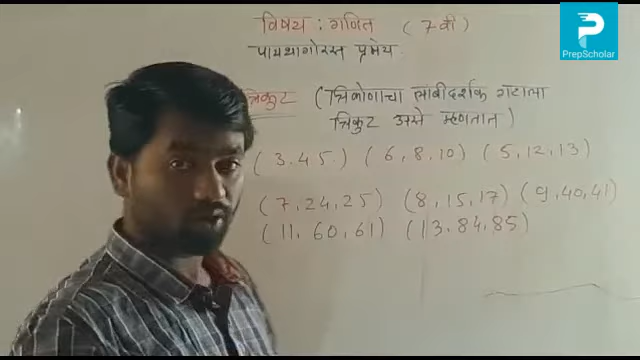 विषय : गणित ( 7 वी )
पायथागोरस प्रमेय
त्रिकुट ( त्रिकोणाचा लांबीदर्शक गटाला
त्रिकुट असे म्हणतात )
( 3, 4 5. ) ( 6, 8, 10 ) ( 5, 12, 13 )
( 7, 24, 25 ) ( 8, 15, 17 ) ( 9, 40, 41 )
( 11, 60, 61 ) ( 13, 84, 85 )
PrepScholar